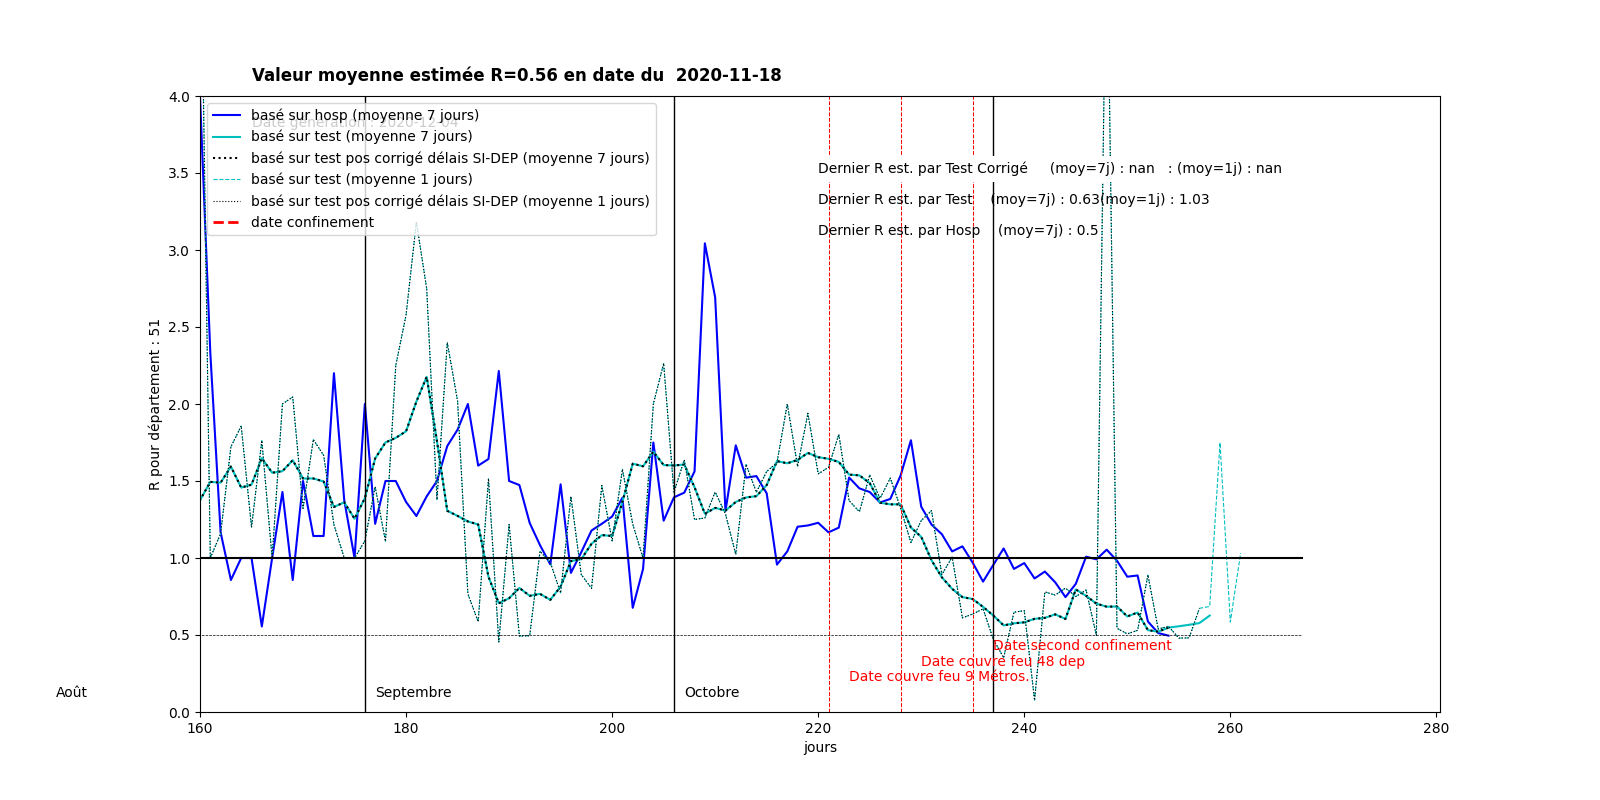 Valeur moyenne estimée R=0.56 en date du  2020-11-18
Date génération : 2020-12-04
basé sur hosp (moyenne 7 jours)
basé sur test (moyenne 7 jours)
basé sur test pos corrigé délais SI-DEP (moyenne 7 jours)
basé sur test (moyenne 1 jours)
basé sur test pos corrigé délais SI-DEP (moyenne 1 jours)
date confinement
Dernier R est. par Test Corrigé     (moy=7j) : nan   : (moy=1j) : nan
Dernier R est. par Test    (moy=7j) : 0.63(moy=1j) : 1.03
Dernier R est. par Hosp    (moy=7j) : 0.5
R pour département : 51
4.0
3.5
3.0
2.5
2.0
1.5
1.0
0.5
0.0
Date second confinement
Date couvre feu 48 dep
Date couvre feu 9 Métros.
Août
Septembre
Octobre
160
180
200
220
240
260
280
jours